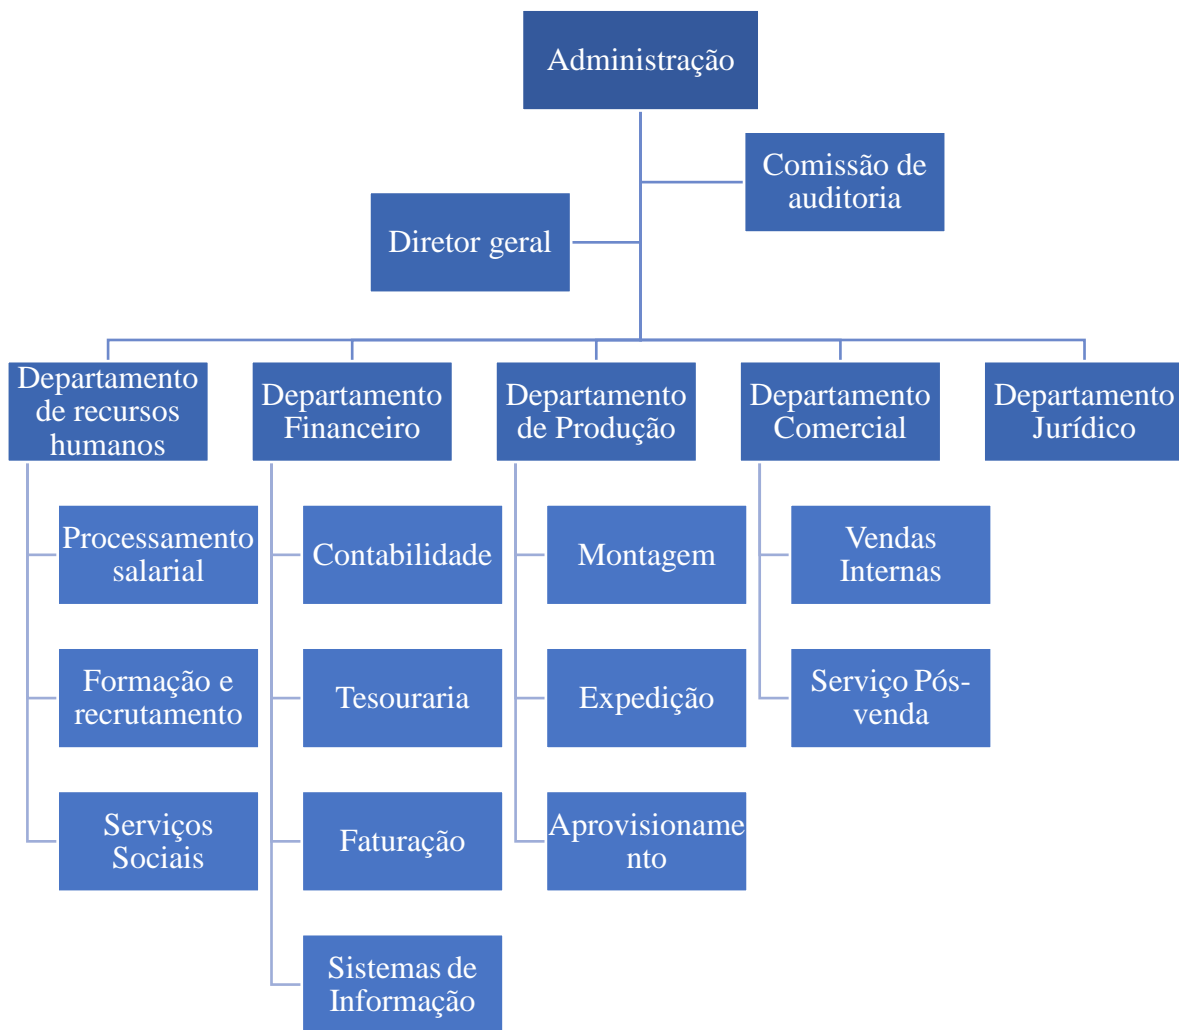 Administração
Comissão de
auditoria
Diretor geral
Departamento
de recursos
humanos
Departamento
Financeiro
Departamento
de Produção
Departamento
Comercial
Departamento
Jurídico
Processamento
salarial
Contabilidade
Montagem
Vendas
Internas
Formação e
recrutamento
Tesouraria
Expedição
Serviço Pós-
venda
Serviços
Sociais
Faturação
Aprovisioname
nto
Sistemas de
Informação